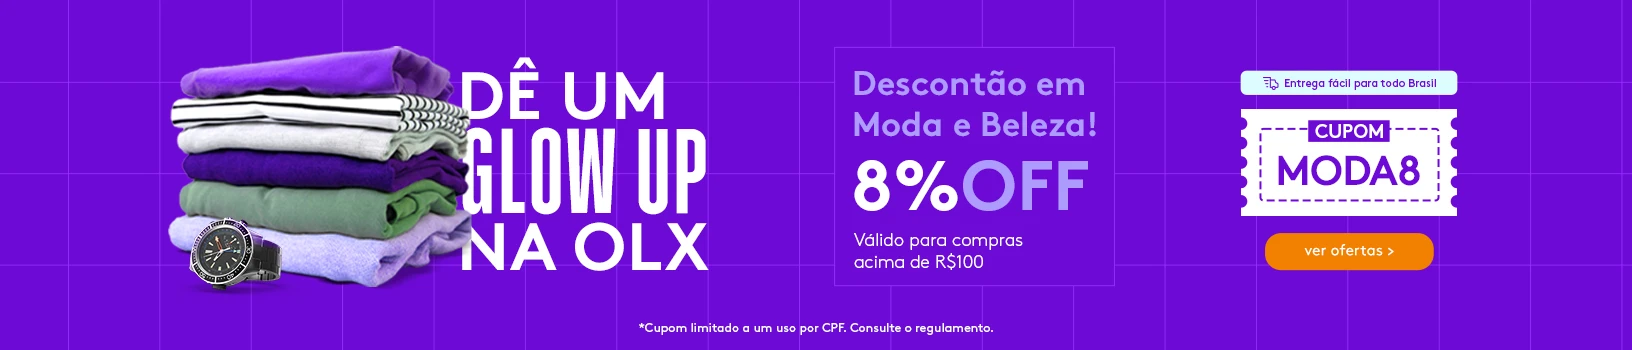 DÊ UM
GLOW UP
NA OLX
Descontão em
Moda e Beleza!
8%OFF
Válido para compras
acima de R$100
Entrega fácil para todo Brasil
CUPOM
MODA8
ver ofertas >
*Cupom limitado a um uso por CPF. Consulte o regulamento.